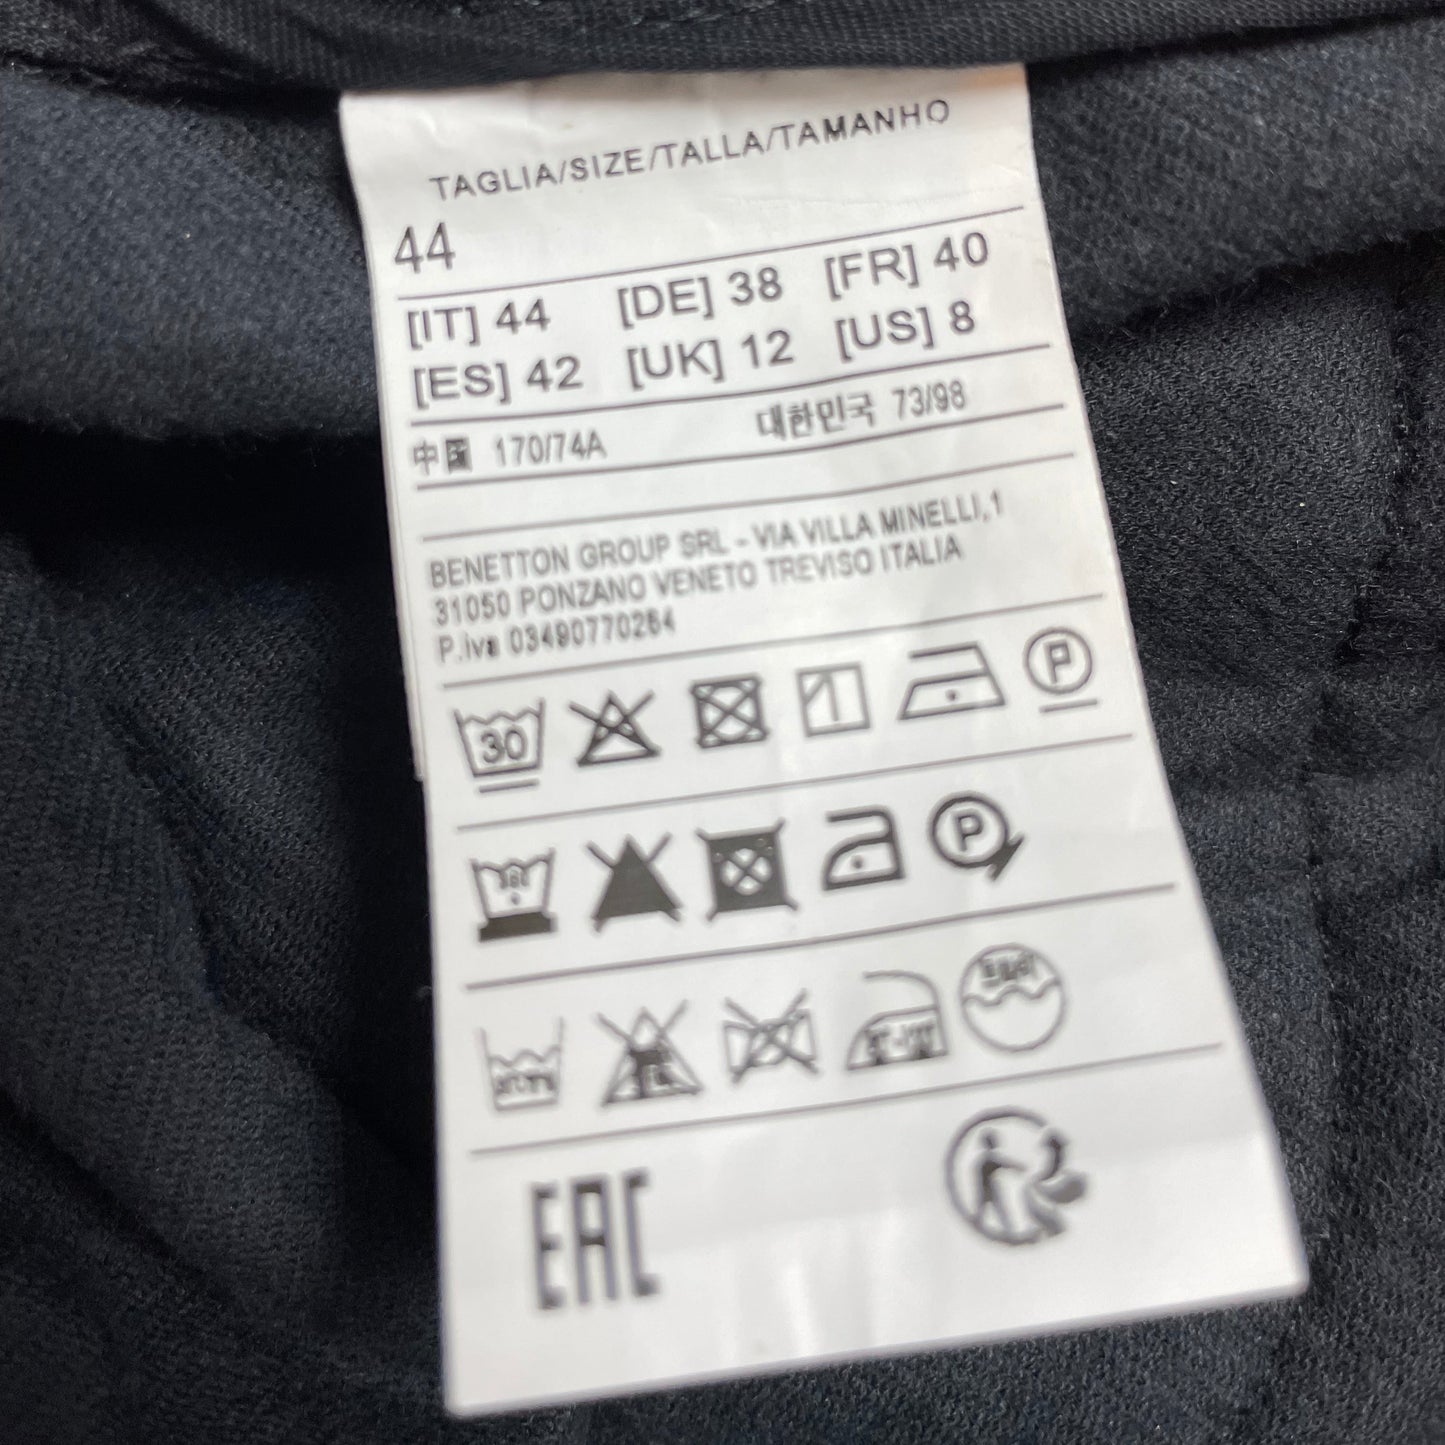 TAGLIA/SIZE/TALLA/TAMANHO
44
[IT] 44 [DE] 38 [FR] 40
[ES] 42 [UK] 12 [US] 8
中国 170/74A 대한민국 73/98
BENETTON GROUP SRL - VIA VILLA MINELLI,1
31050 PONZANO VENETO TREVISO ITALIA
P.iva 03490770264
30 P
P
EAC